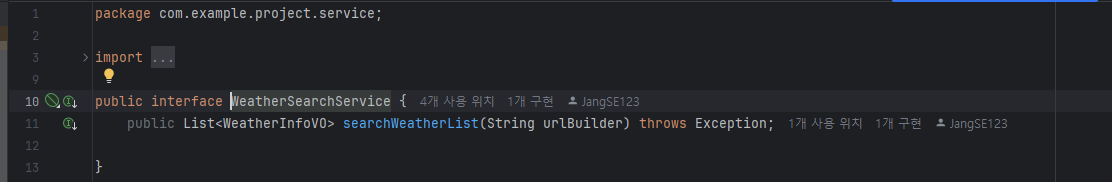 1 package com.example.project.service;
2
3 import ...
9
10 public interface WeatherSearchService { 4개 사용 위치 1개 구현 JangSE123
11 public List<WeatherInfoVO> searchWeatherList(String urlBuilder) throws Exception; 1개 사용 위치 1개 구현 JangSE123
12
13 }